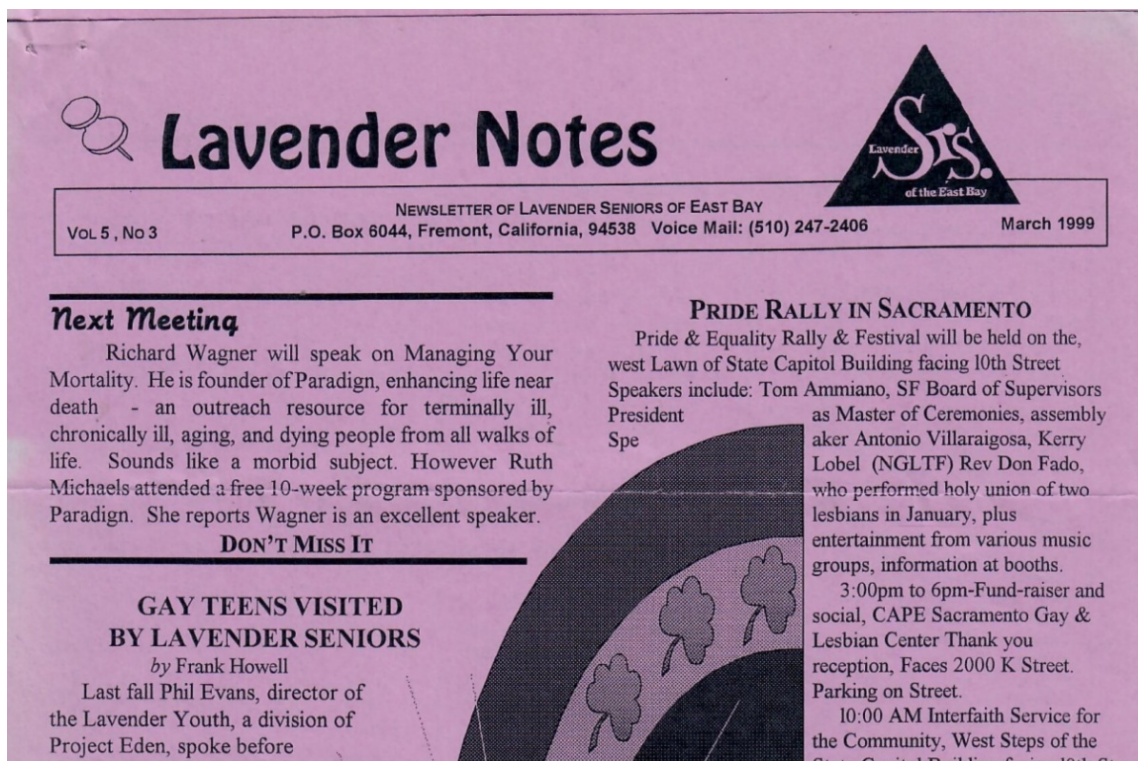 Lavender Notes
Lavender
Srs.
of the East Bay
NEWSLETTER OF LAVENDER SENIORS OF EAST BAY
VOL 5 , NO 3
P.O. Box 6044, Fremont, California, 94538 Voice Mail: (510) 247-2406
March 1999
Next Meeting
Richard Wagner will speak on Managing Your
Mortality. He is founder of Paradign, enhancing life near
death - an outreach resource for terminally ill,
chronically ill, aging, and dying people from all walks of
life. Sounds like a morbid subject. However Ruth
Michaels attended a free 10-week program sponsored by
Paradign. She reports Wagner is an excellent speaker.
DON'T MISS IT
GAY TEENS VISITED
BY LAVENDER SENIORS
by Frank Howell
Last fall Phil Evans, director of
the Lavender Youth, a division of
Project Eden, spoke before
PRIDE RALLY IN SACRAMENTO
Pride & Equality Rally & Festival will be held on the,
west Lawn of State Capitol Building facing l0th Street
Speakers include: Tom Ammiano, SF Board of Supervisors
President as Master of Ceremonies, assembly
Spe aker Antonio Villaraigosa, Kerry
Lobel (NGLTF) Rev Don Fado,
who performed holy union of two
lesbians in January, plus
entertainment from various music
groups, information at booths.
3:00pm to 6pm-Fund-raiser and
social, CAPE Sacramento Gay &
Lesbian Center Thank you
reception, Faces 2000 K Street.
Parking on Street.
l0:00 AM Interfaith Service for
the Community, West Steps of the
State Capitol Building facing l0th St